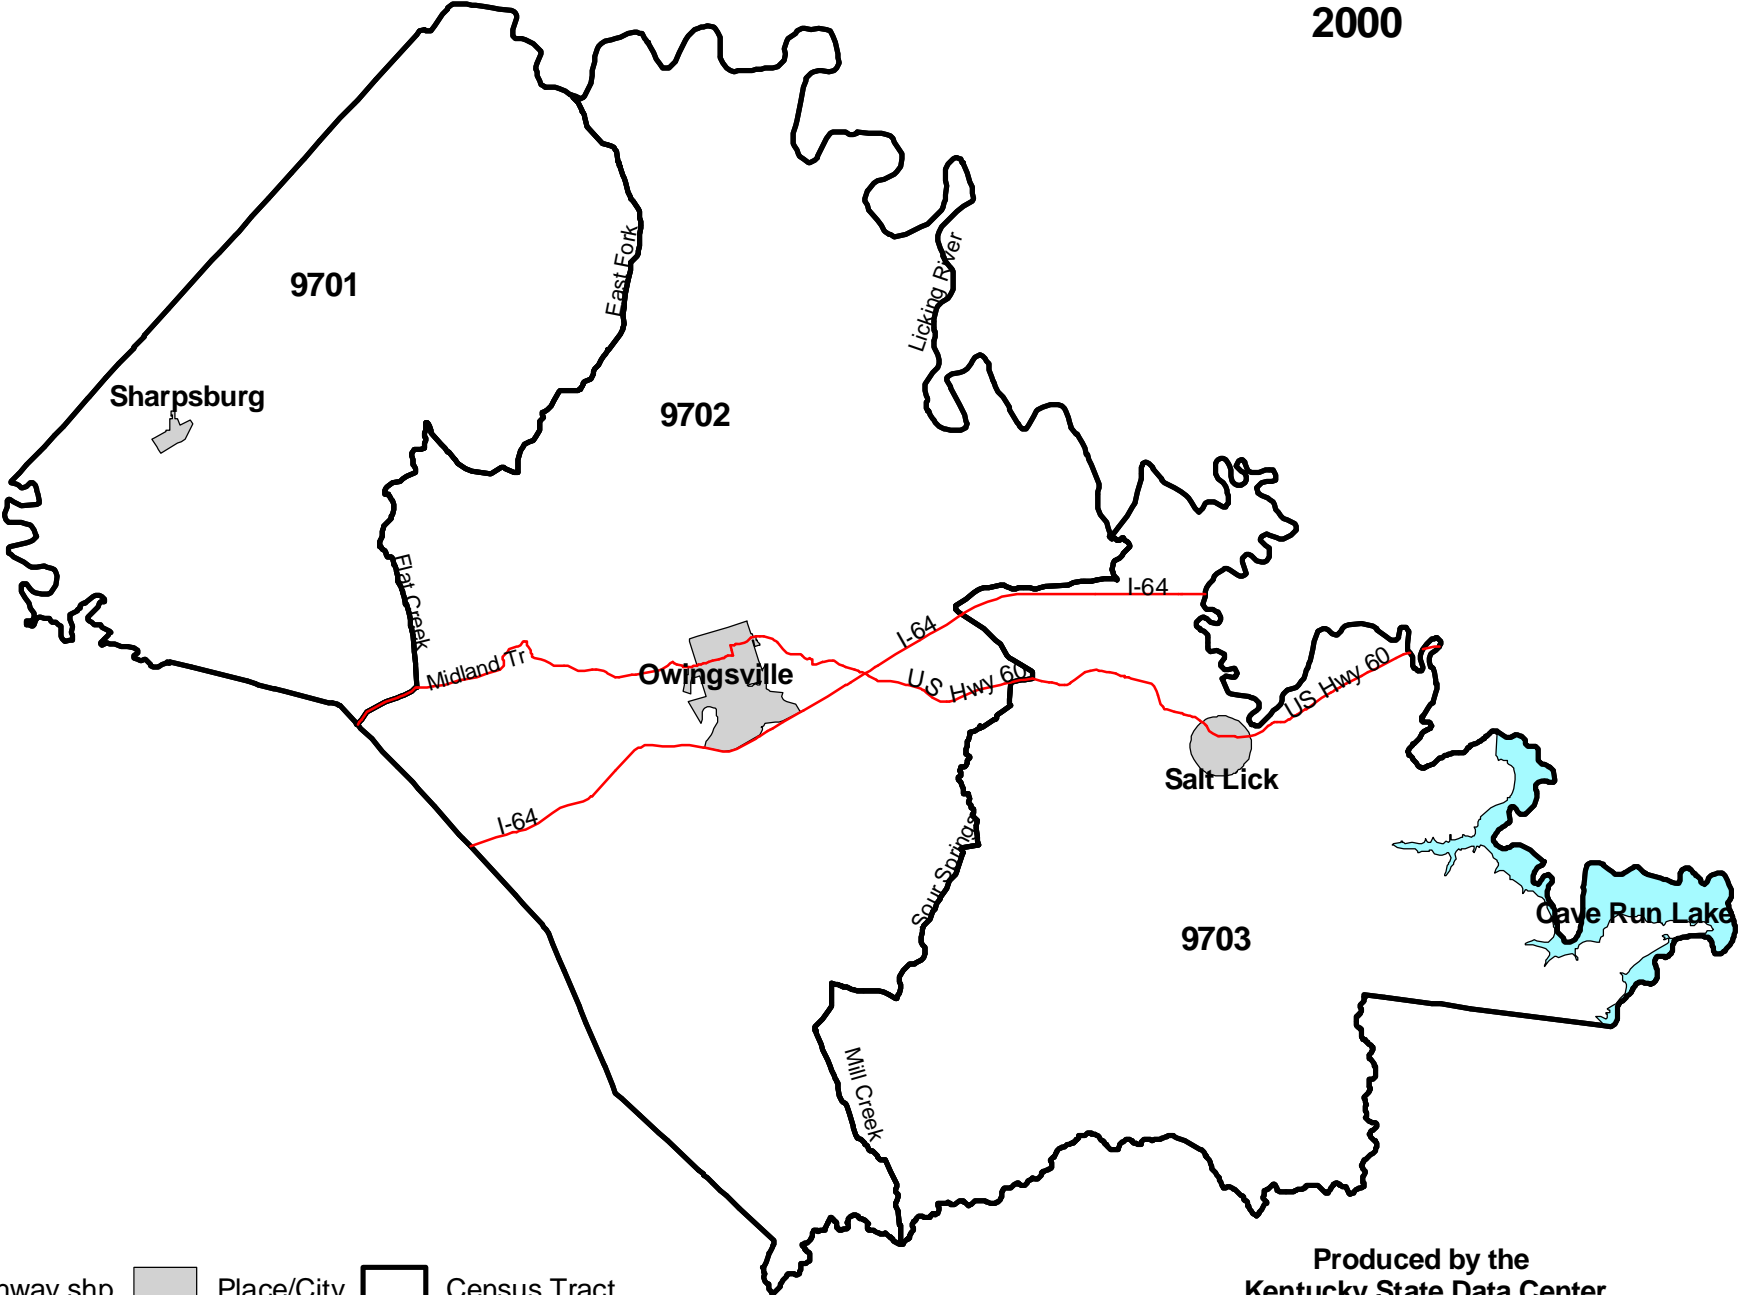 2000
East Fork
Licking River
9701
Sharpsburg
9702
Flat Creek
I-64
I-64
Midland Tr
Owingsville
US Hwy 60
US Hwy 60
Salt Lick
I-64
Sour Springs
Cave Run Lake
9703
Mill Creek
Produced by the
Kentucky State Data Center
shp
Place/City
Census Tract